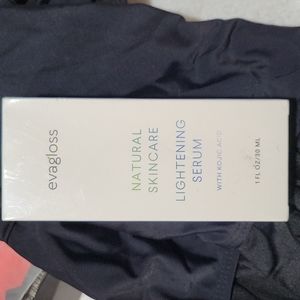 evagloss
NATURAL
SKINCARE
LIGHTENING
SERUM
WITH KOJIC ACID
1 FL OZ/30 ML